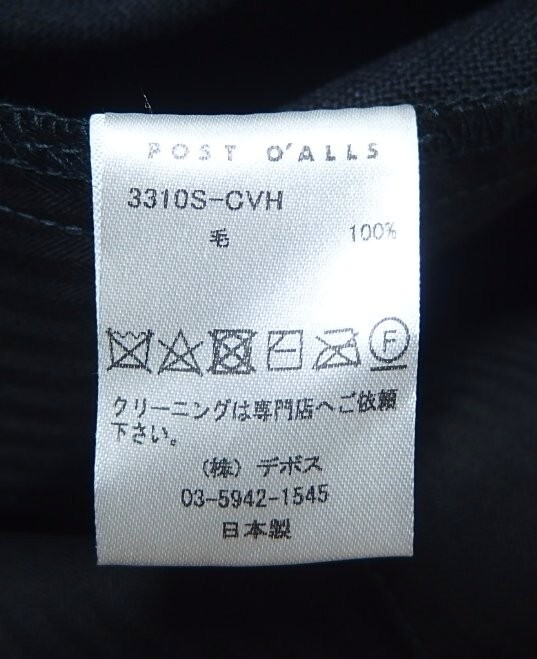 POST O'ALLS
3310S-CVH
毛 100%
F
クリーニングは専門店へご依頼
下さい。
(株) デポス
03-5942-1545
日本製